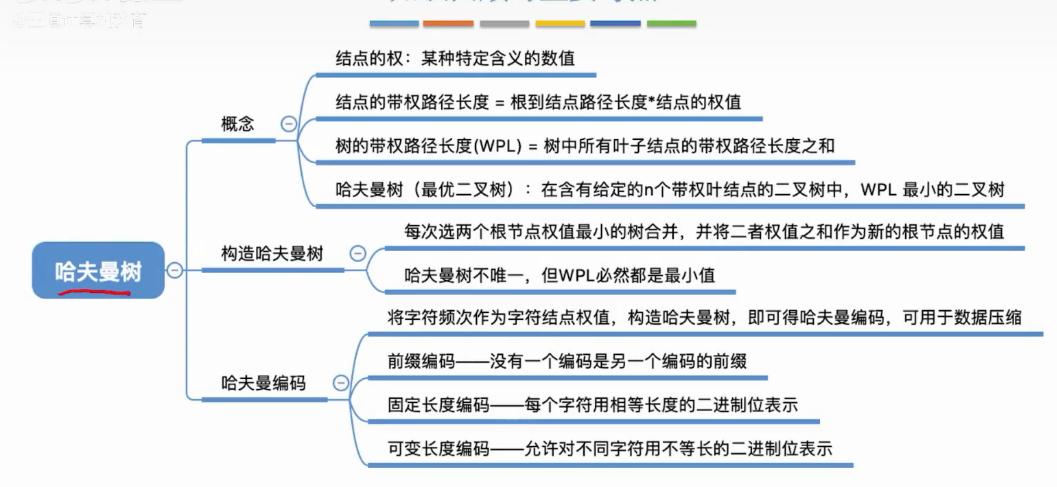 结点的权：某种特定含义的数值
结点的带权路径长度 = 根到结点路径长度*结点的权值
概念
树的带权路径长度(WPL) = 树中所有叶子结点的带权路径长度之和
哈夫曼树（最优二叉树）：在含有给定的n个带权叶结点的二叉树中，WPL 最小的二叉树
每次选两个根节点权值最小的树合并，并将二者权值之和作为新的根节点的权值
构造哈夫曼树
哈夫曼树
哈夫曼树不唯一，但WPL必然都是最小值
将字符频次作为字符结点权值，构造哈夫曼树，即可得哈夫曼编码，可用于数据压缩
前缀编码——没有一个编码是另一个编码的前缀
哈夫曼编码
固定长度编码——每个字符用相等长度的二进制位表示
可变长度编码——允许对不同字符用不等长的二进制位表示